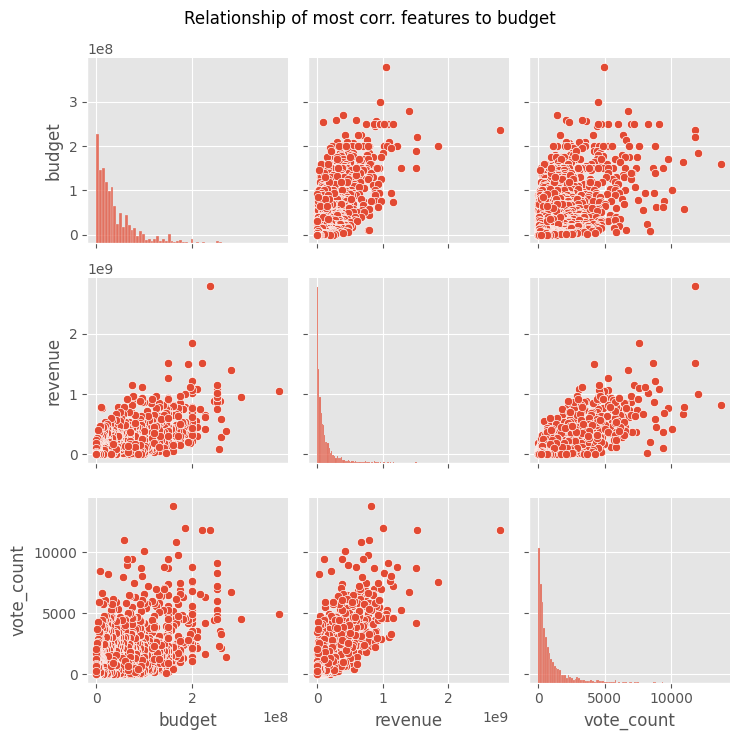 Relationship of most corr. features to budget
1e8
3
2
1
0
budget
1e9
2
1
0
revenue
10000
5000
0
vote_count
0
2
1e8
budget
0
1
2
1e9
revenue
0
5000
10000
vote_count